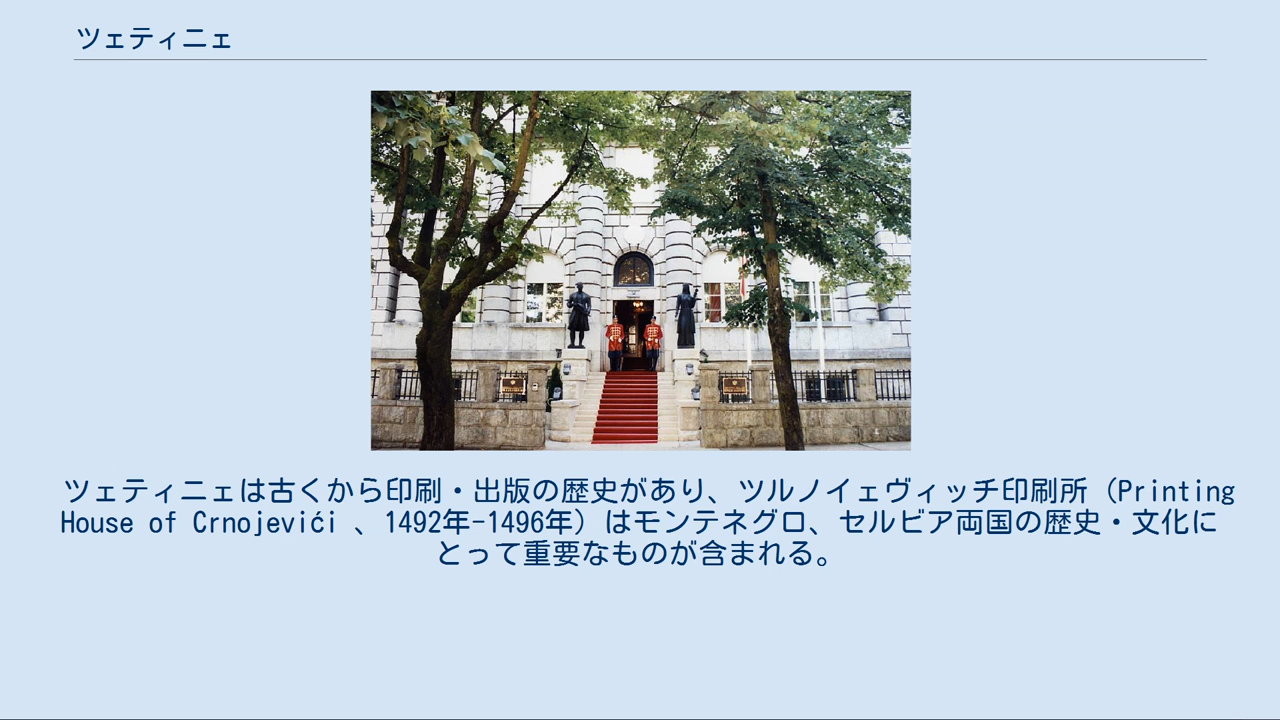 ツェティニェ
ツェティニェは古くから印刷・出版の歴史があり、ツルノイェヴィッチ印刷所（Printing
House of Crnojevići 、1492年-1496年）はモンテネグロ、セルビア両国の歴史・文化に
とって重要なものが含まれる。